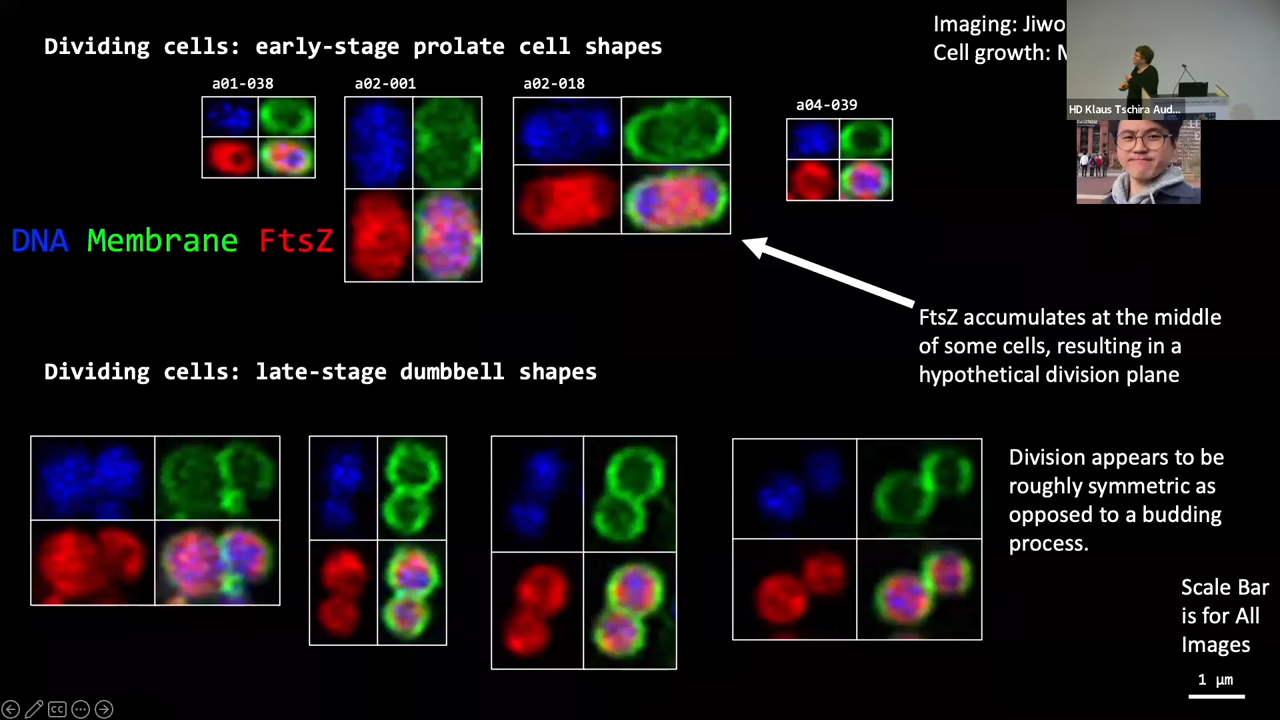 Dividing cells: early-stage prolate cell shapes
Imaging: Jiwo
Cell growth:
HD Klaus Tschira Aud...
a01-038
a02-001
a02-018
a04-039
DNA Membrane FtsZ
FtsZ accumulates at the middle
of some cells, resulting in a
hypothetical division plane
Dividing cells: late-stage dumbbell shapes
Division appears to be
roughly symmetric as
opposed to a budding
process.
Scale Bar
is for All
Images
1 μm
CC